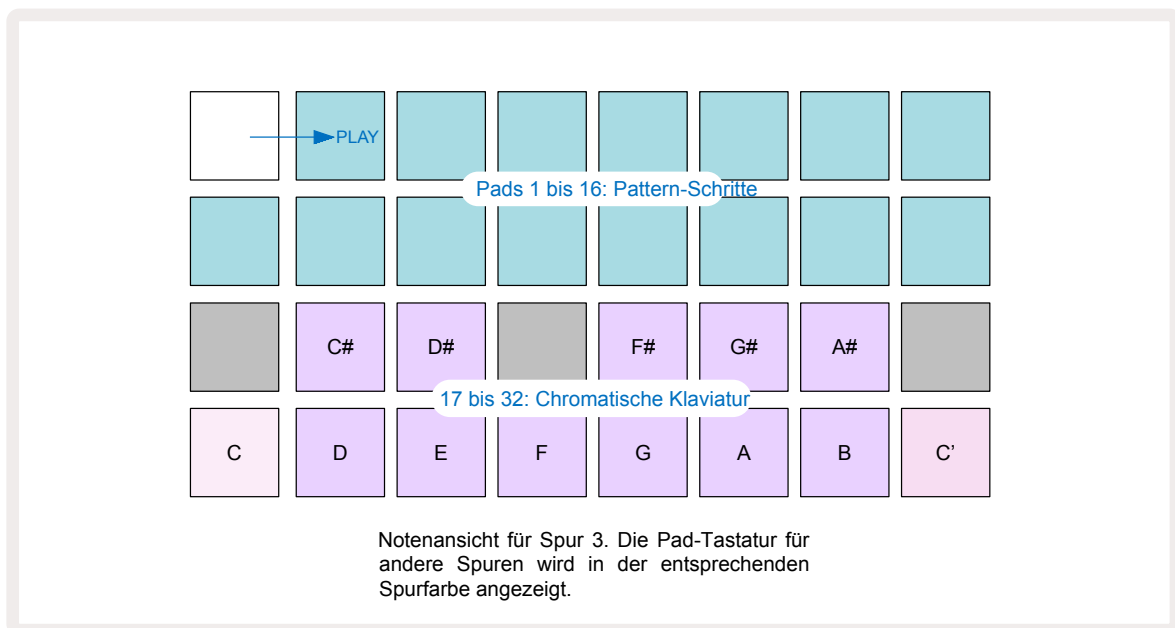 PLAY
Pads 1 bis 16: Pattern-Schritte
C# D# F# G# A#
17 bis 32: Chromatische Klaviatur
C D E F G A B C’
Notenansicht für Spur 3. Die Pad-Tastatur für
andere Spuren wird in der entsprechenden
Spurfarbe angezeigt.